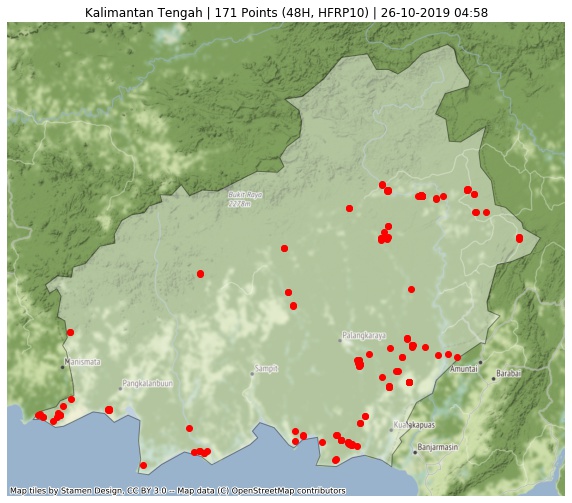 Kalimantan Tengah | 171 Points (48H, HFRP10) | 26-10-2019 04:58
Bukit Raya
2278m
Palangkaraya
Manismata
Sampit
Amuntai
Barabai
Pangkalanbuun
Kualakapuas
Banjarmasin
Map tiles by Stamen Design, CC BY 3.0 -- Map data (C) OpenStreetMap contributors